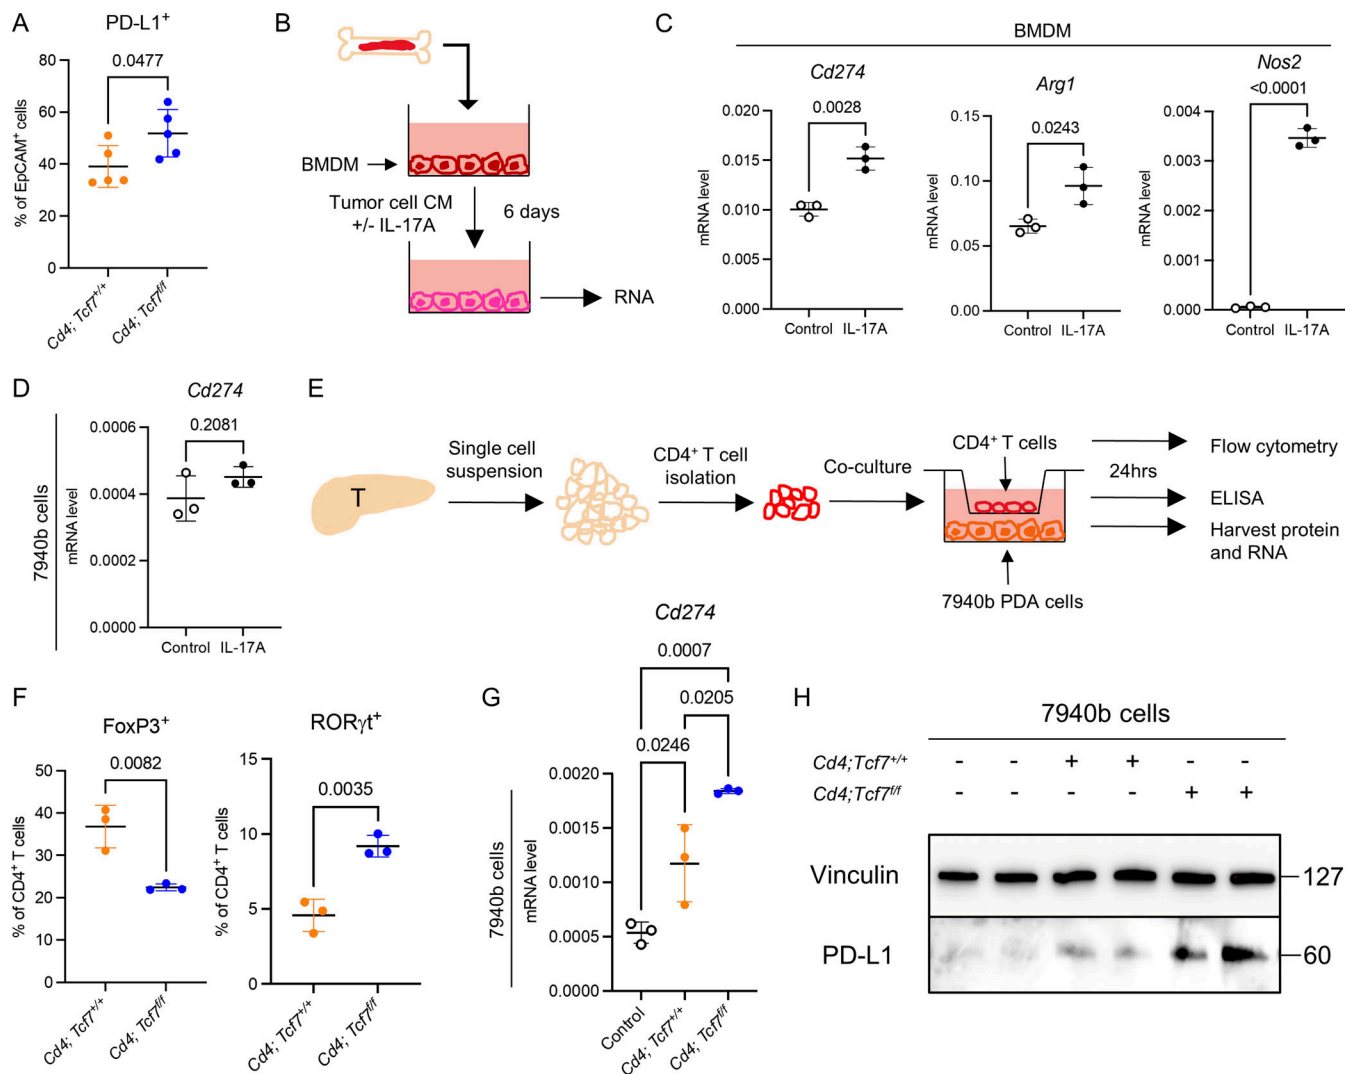 A
PD-L1⁺
0.0477
80
60
40
20
0
% of EpCAM⁺ cells
Cd4; Tcf7⁺/⁺
Cd4; Tcf7ᶠ/ᶠ
B
BMDM
Tumor cell CM
+/- IL-17A
6 days
RNA
C
BMDM
Cd274
0.0028
0.020
0.015
0.010
0.005
0.000
mRNA level
Control
IL-17A
Arg1
0.0243
0.15
0.10
0.05
0.00
mRNA level
Control
IL-17A
Nos2
<0.0001
0.004
0.003
0.002
0.001
0.000
mRNA level
Control
IL-17A
D
7940b cells
Cd274
0.2081
0.0006
0.0004
0.0002
0.0000
mRNA level
Control
IL-17A
E
T
Single cell
suspension
CD4⁺ T cell
isolation
Co-culture
CD4⁺ T cells
24hrs
7940b PDA cells
Flow cytometry
ELISA
Harvest protein
and RNA
F
FoxP3⁺
0.0082
50
40
30
20
10
0
% of CD4⁺ T cells
Cd4; Tcf7⁺/⁺
Cd4; Tcf7ᶠ/ᶠ
RORγt⁺
0.0035
15
10
5
0
% of CD4⁺ T cells
Cd4; Tcf7⁺/⁺
Cd4; Tcf7ᶠ/ᶠ
G
7940b cells
Cd274
0.0007
0.0205
0.0246
0.0020
0.0015
0.0010
0.0005
0.0000
mRNA level
Control
Cd4; Tcf7⁺/⁺
Cd4; Tcf7ᶠ/ᶠ
H
7940b cells
Cd4;Tcf7⁺/⁺ - - + + - -
Cd4;Tcf7ᶠ/ᶠ - - - - + +
Vinculin 127
PD-L1 60